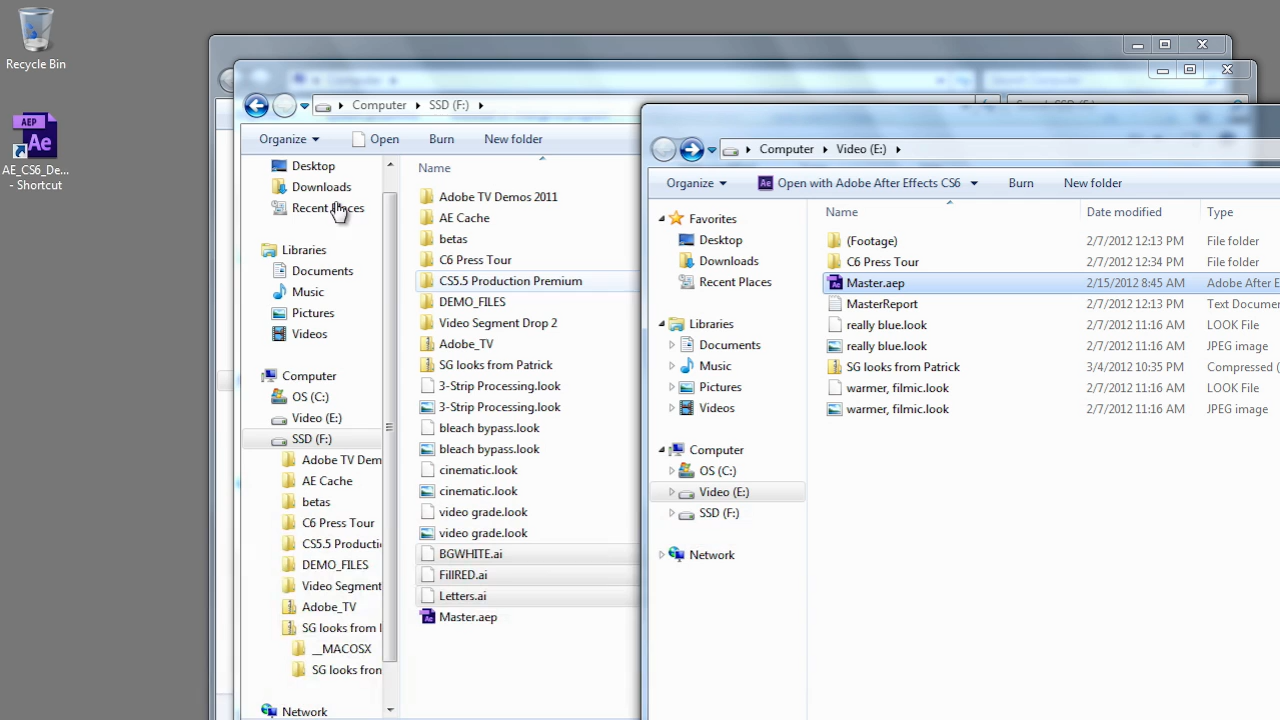 Recycle Bin
AEP
Ae
AE_CS6_De...
- Shortcut
Computer
Computer
SSD (F:)
Organize
Open
Burn
New folder
Desktop
Downloads
Recent Places
Libraries
Documents
Music
Pictures
Videos
Computer
OS (C:)
Video (E:)
SSD (F:)
Adobe TV Dem
AE Cache
betas
C6 Press Tour
CS5.5 Productio
DEMO_FILES
Video Segment
Adobe_TV
SG looks from
__MACOSX
SG looks fron
Network
Name
Adobe TV Demos 2011
AE Cache
betas
C6 Press Tour
CS5.5 Production Premium
DEMO_FILES
Video Segment Drop 2
Adobe_TV
SG looks from Patrick
3-Strip Processing.look
3-Strip Processing.look
bleach bypass.look
bleach bypass.look
cinematic.look
cinematic.look
video grade.look
video grade.look
BGWHITE.ai
FillRED.ai
Letters.ai
Master.aep
Computer
Video (E:)
Organize
Open with Adobe After Effects CS6
Burn
New folder
Favorites
Desktop
Downloads
Recent Places
Libraries
Documents
Music
Pictures
Videos
Computer
OS (C:)
Video (E:)
SSD (F:)
Network
Name Date modified Type
(Footage) 2/7/2012 12:13 PM File folder
C6 Press Tour 2/7/2012 12:34 PM File folder
Master.aep 2/15/2012 8:45 AM Adobe After E
MasterReport 2/7/2012 12:13 PM Text Documen
really blue.look 2/7/2012 11:16 AM LOOK File
really blue.look 2/7/2012 11:16 AM JPEG image
SG looks from Patrick 3/4/2012 10:35 PM Compressed (
warmer, filmic.look 2/7/2012 11:16 AM LOOK File
warmer, filmic.look 2/7/2012 11:16 AM JPEG image